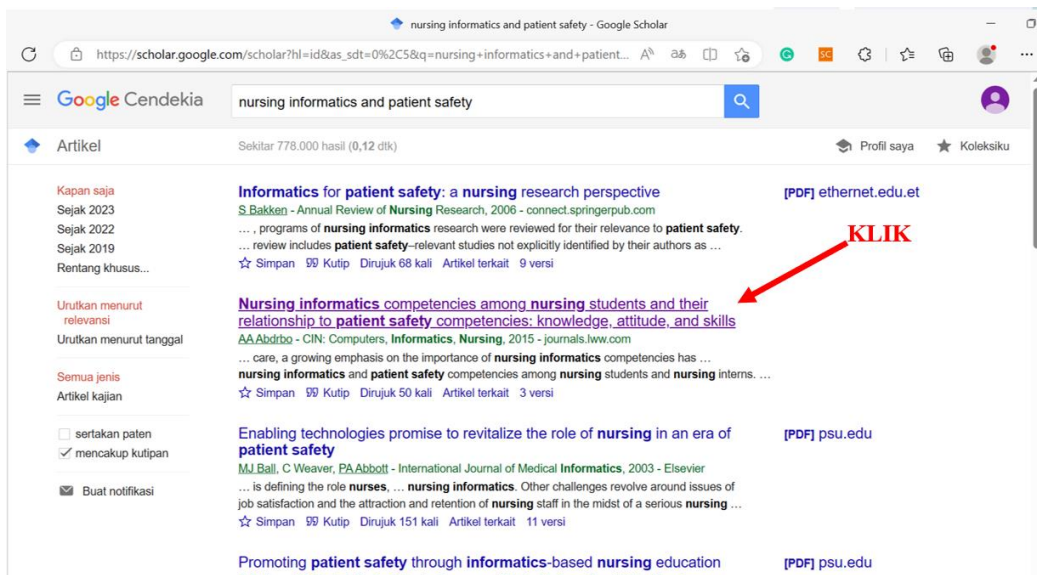 nursing informatics and patient safety - Google Scholar
https://scholar.google.com/scholar?hl=id&as_sdt=0%2C5&q=nursing+informatics+and+patient...
Google Cendekia
nursing informatics and patient safety
Artikel
Sekitar 778.000 hasil (0,12 dtk)
Profil saya
Koleksiku
Kapan saja
Sejak 2023
Sejak 2022
Sejak 2019
Rentang khusus...
Urutkan menurut
relevansi
Urutkan menurut tanggal
Semua jenis
Artikel kajian
sertakan paten
mencakup kutipan
Buat notifikasi
Informatics for patient safety: a nursing research perspective
[PDF] ethernet.edu.et
S Bakken - Annual Review of Nursing Research, 2006 - connect.springerpub.com
… , programs of nursing informatics research were reviewed for their relevance to patient safety.
… review includes patient safety–relevant studies not explicitly identified by their authors as …
Simpan Kutip Dirujuk 68 kali Artikel terkait 9 versi
KLIK
Nursing informatics competencies among nursing students and their
relationship to patient safety competencies: knowledge, attitude, and skills
AA Abdrbo - CIN: Computers, Informatics, Nursing, 2015 - journals.lww.com
… care, a growing emphasis on the importance of nursing informatics competencies has …
nursing informatics and patient safety competencies among nursing students and nursing interns. …
Simpan Kutip Dirujuk 50 kali Artikel terkait 3 versi
Enabling technologies promise to revitalize the role of nursing in an era of
patient safety
[PDF] psu.edu
MJ Ball, C Weaver, PA Abbott - International Journal of Medical Informatics, 2003 - Elsevier
… is defining the role nurses, … nursing informatics. Other challenges revolve around issues of
job satisfaction and the attraction and retention of nursing staff in the midst of a serious nursing …
Simpan Kutip Dirujuk 151 kali Artikel terkait 11 versi
Promoting patient safety through informatics-based nursing education
[PDF] psu.edu